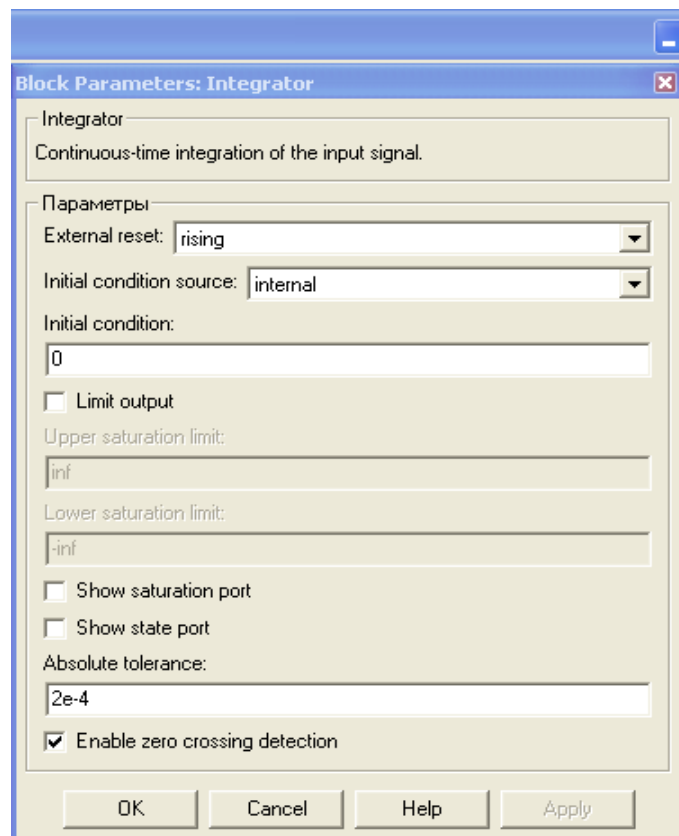 Block Parameters: Integrator
Integrator
Continuous-time integration of the input signal.
Параметры
External reset: rising
Initial condition source: internal
Initial condition:
0
Limit output
Upper saturation limit:
inf
Lower saturation limit:
-inf
Show saturation port
Show state port
Absolute tolerance:
2e-4
Enable zero crossing detection
OK Cancel Help Apply